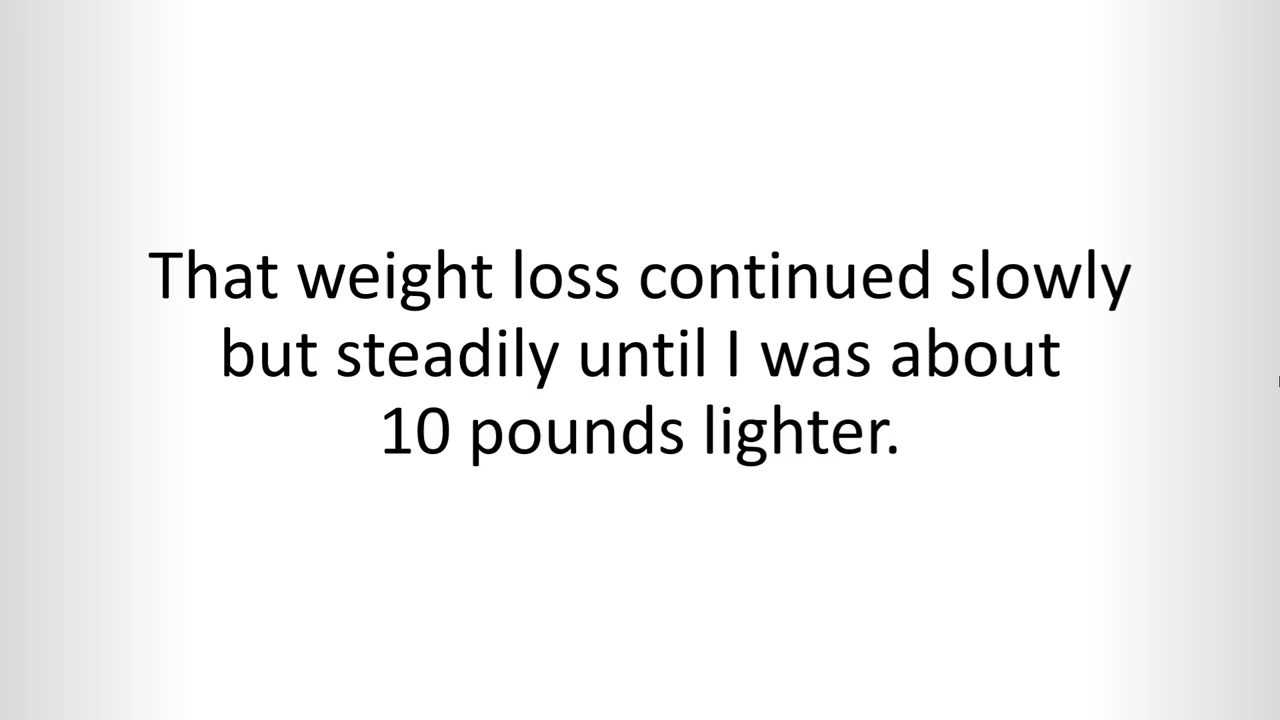 That weight loss continued slowly
but steadily until I was about
10 pounds lighter.